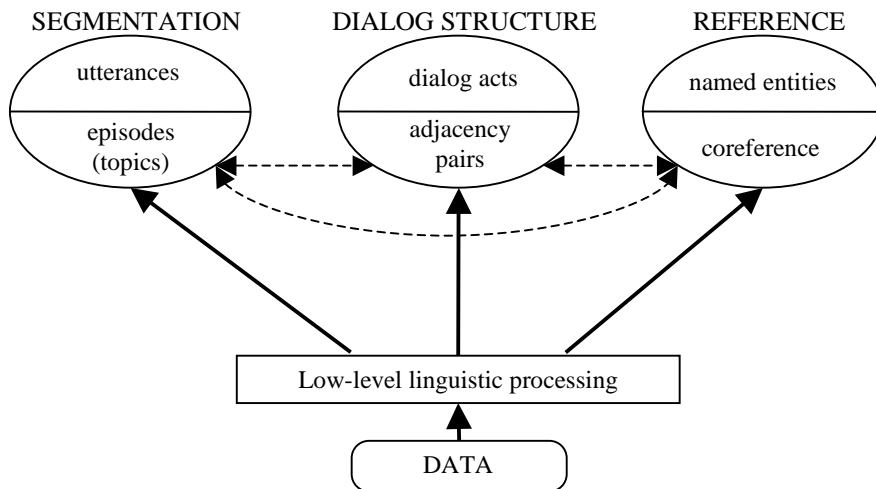 SEGMENTATION
DIALOG STRUCTURE
REFERENCE
utterances
dialog acts
named entities
episodes
(topics)
adjacency
pairs
coreference
Low-level linguistic processing
DATA